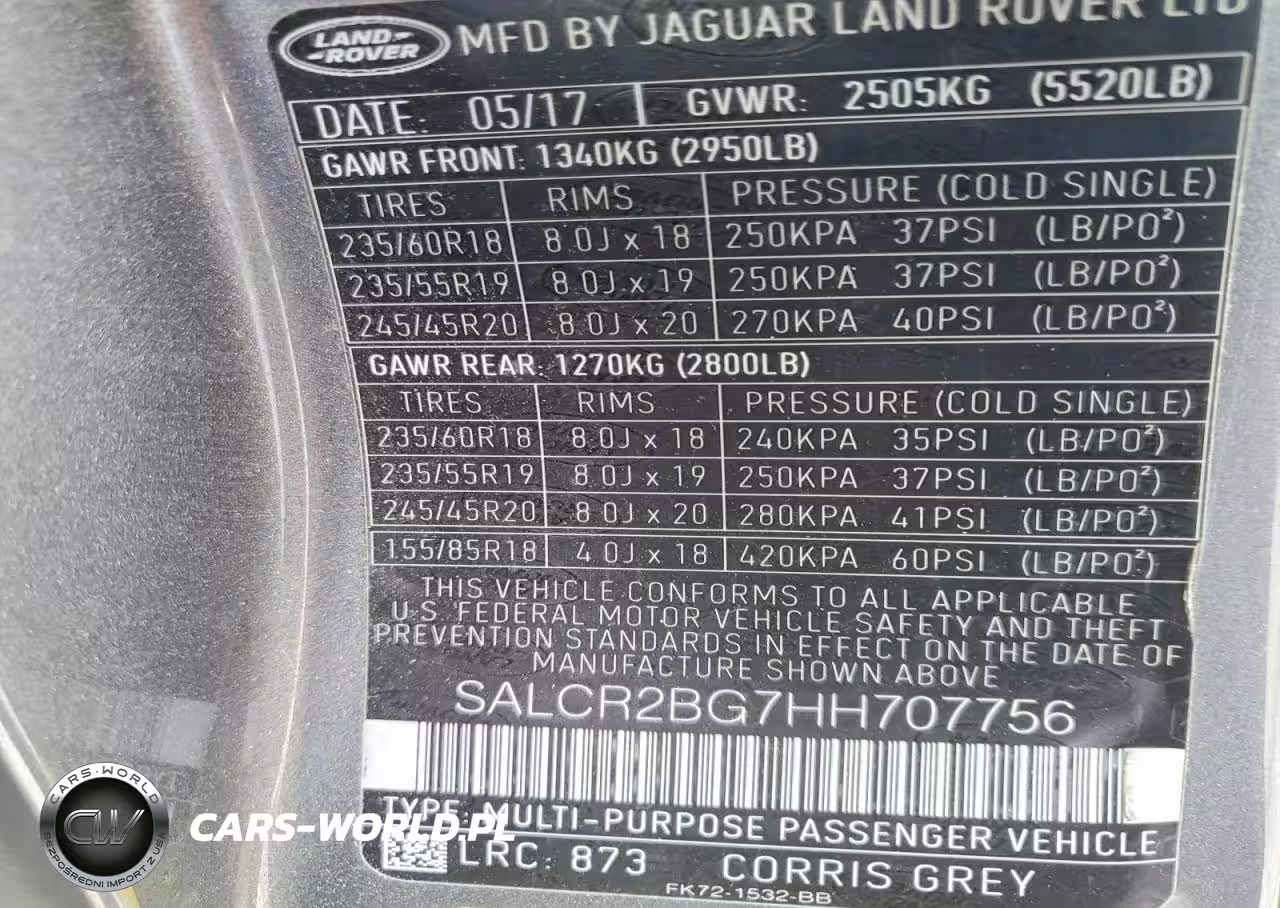 LAND ROVER MFD BY JAGUAR LAND ROVER LTD
DATE: 05/17 GVWR: 2505KG (5520LB)
GAWR FRONT: 1340KG (2950LB)
TIRES RIMS PRESSURE (COLD SINGLE)
235/60R18 8.0J x 18 250KPA 37PSI (LB/PO²)
235/55R19 8.0J x 19 250KPA 37PSI (LB/PO²)
245/45R20 8.0J x 20 270KPA 40PSI (LB/PO²)
GAWR REAR: 1270KG (2800LB)
TIRES RIMS PRESSURE (COLD SINGLE)
235/60R18 8.0J x 18 240KPA 35PSI (LB/PO²)
235/55R19 8.0J x 19 250KPA 37PSI (LB/PO²)
245/45R20 8.0J x 20 280KPA 41PSI (LB/PO²)
155/85R18 4.0J x 18 420KPA 60PSI (LB/PO²)
THIS VEHICLE CONFORMS TO ALL APPLICABLE
U.S. FEDERAL MOTOR VEHICLE SAFETY AND THEFT
PREVENTION STANDARDS IN EFFECT ON THE DATE OF
MANUFACTURE SHOWN ABOVE
SALCR2BG7HH707756
TYPE: MULTI-PURPOSE PASSENGER VEHICLE
LRC: 873 CORRIS GREY
FK72-1532-BB
CARS-WORLD
CW
BEZPOŚREDNI IMPORT Z USA
CARS-WORLD.PL